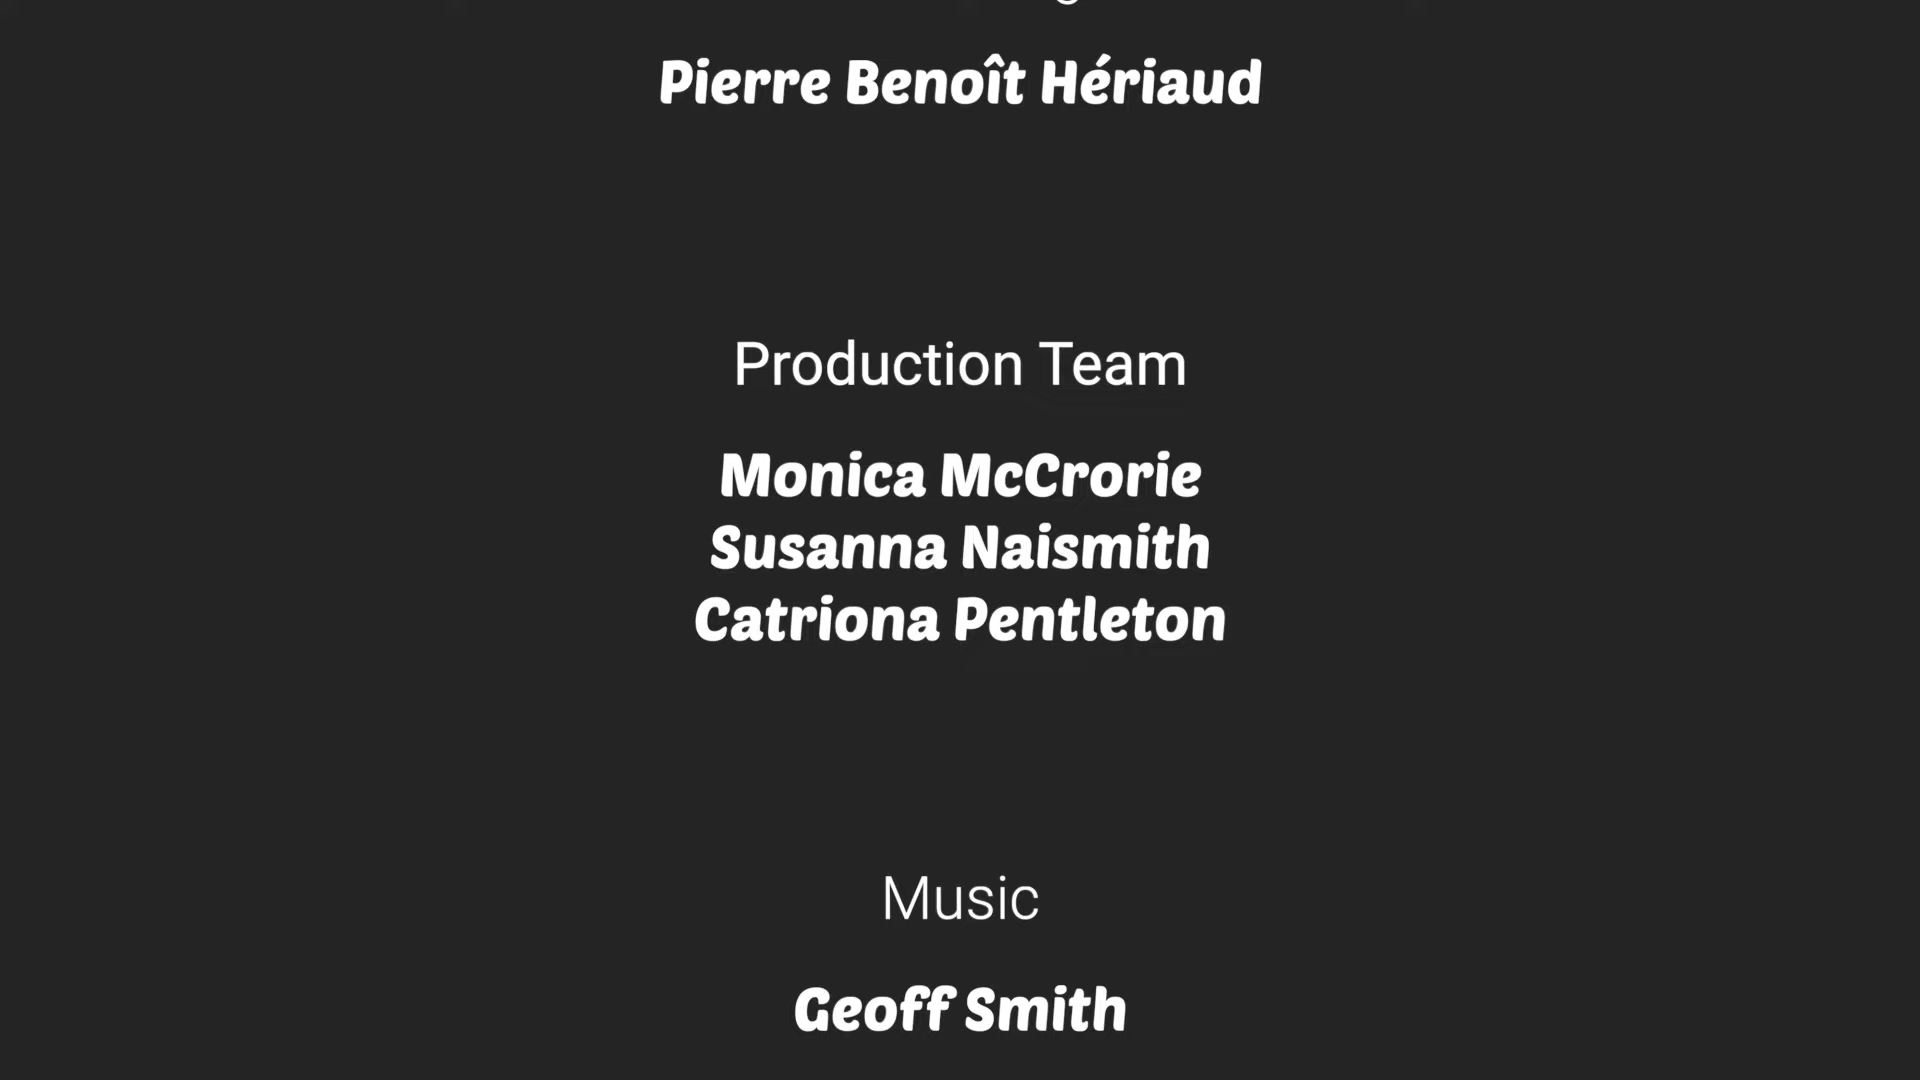 Pierre Benoît Hériaud
Production Team
Monica McCrorie
Susanna Naismith
Catriona Pentleton
Music
Geoff Smith